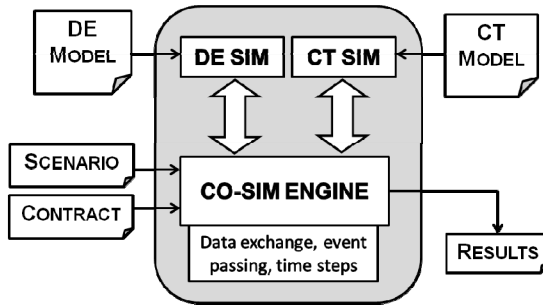 DE
MODEL
DE SIM
CT SIM
CT
MODEL
SCENARIO
CONTRACT
CO-SIM ENGINE
Data exchange, event
passing, time steps
RESULTS